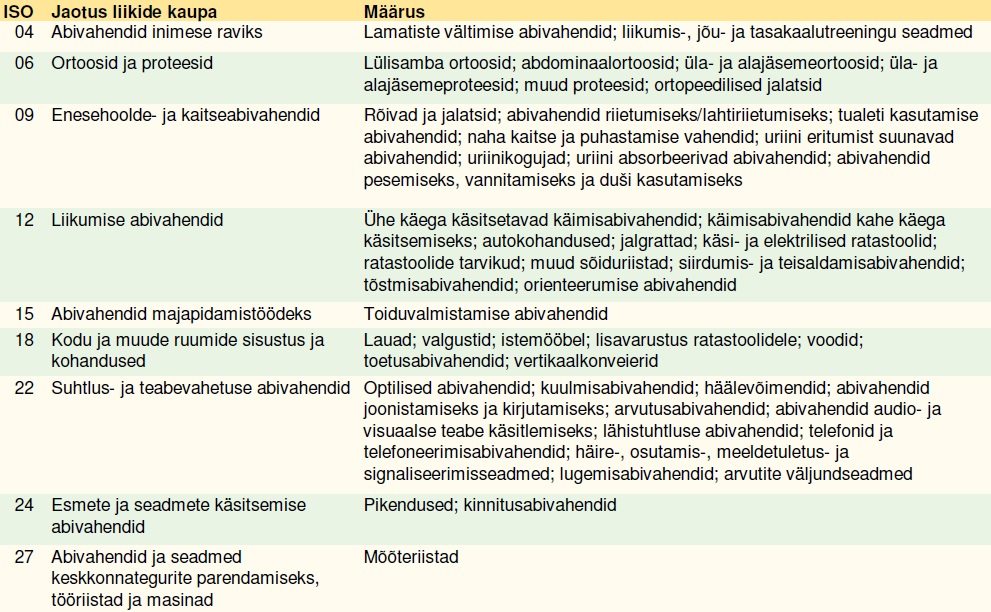 ISO Jaotus liikide kaupa Määrus
04 Abivahendid inimese raviks Lamatiste vältimise abivahendid; liikumis-, jõu- ja tasakaalutreeningu seadmed
06 Ortoosid ja proteesid Lülisamba ortoosid; abdominaalortoosid; üla- ja alajäsemeortoosid; üla- ja
alajäsemeproteesid; muud proteesid; ortopeedilised jalatsid
09 Enesehoolde- ja kaitseabivahendid Rõivad ja jalatsid; abivahendid riietumiseks/lahtiriietumiseks; tualeti kasutamise
abivahendid; naha kaitse ja puhastamise vahendid; uriini eritumist suunavad
abivahendid; uriinikogujad; uriini absorbeerivad abivahendid; abivahendid
pesemiseks, vannitamiseks ja duši kasutamiseks
12 Liikumise abivahendid Ühe käega käsitsetavad käimisabivahendid; käimisabivahendid kahe käega
käsitsemiseks; autokohandused; jalgrattad; käsi- ja elektrilised ratastoolid;
ratastoolide tarvikud; muud sõiduriistad; siirdumis- ja teisaldamisabivahendid;
tõstmisabivahendid; orienteerumise abivahendid
15 Abivahendid majapidamistöödeks Toiduvalmistamise abivahendid
18 Kodu ja muude ruumide sisustus ja Lauad; valgustid; istemööbel; lisavarustus ratastoolidele; voodid;
kohandused toetusabivahendid; vertikaalkonveierid
22 Suhtlus- ja teabevahetuse abivahendid Optilised abivahendid; kuulmisabivahendid; häälevõimendid; abivahendid
joonistamiseks ja kirjutamiseks; arvutusabivahendid; abivahendid audio- ja
visuaalse teabe käsitlemiseks; lähistuhtluse abivahendid; telefonid ja
telefoneerimisabivahendid; häire-, osutamis-, meeldetuletus- ja
signaliseerimisseadmed; lugemisabivahendid; arvutite väljundseadmed
24 Esmete ja seadmete käsitsemise Pikendused; kinnitusabivahendid
abivahendid
27 Abivahendid ja seadmed Mõõteriistad
keskkonnategurite parendamiseks,
tööriistad ja masinad